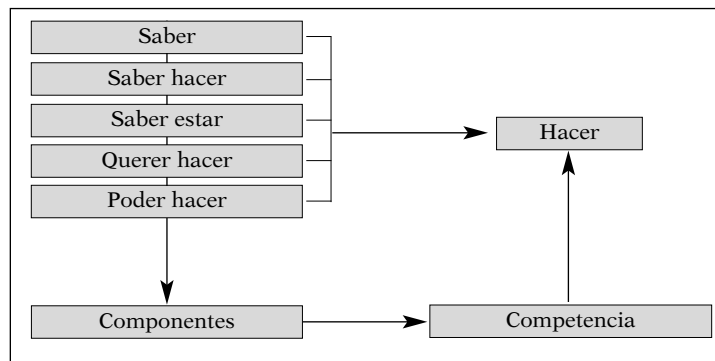 Saber
Saber hacer
Saber estar
Querer hacer
Poder hacer
Hacer
Componentes
Competencia